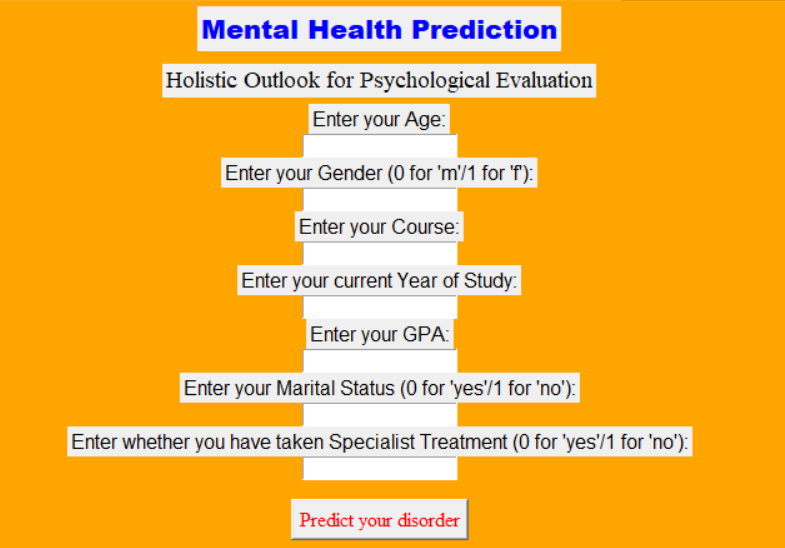 Mental Health Prediction
Holistic Outlook for Psychological Evaluation
Enter your Age:
Enter your Gender (0 for 'm'/1 for 'f'):
Enter your Course:
Enter your current Year of Study:
Enter your GPA:
Enter your Marital Status (0 for 'yes'/1 for 'no'):
Enter whether you have taken Specialist Treatment (0 for 'yes'/1 for 'no'):
Predict your disorder